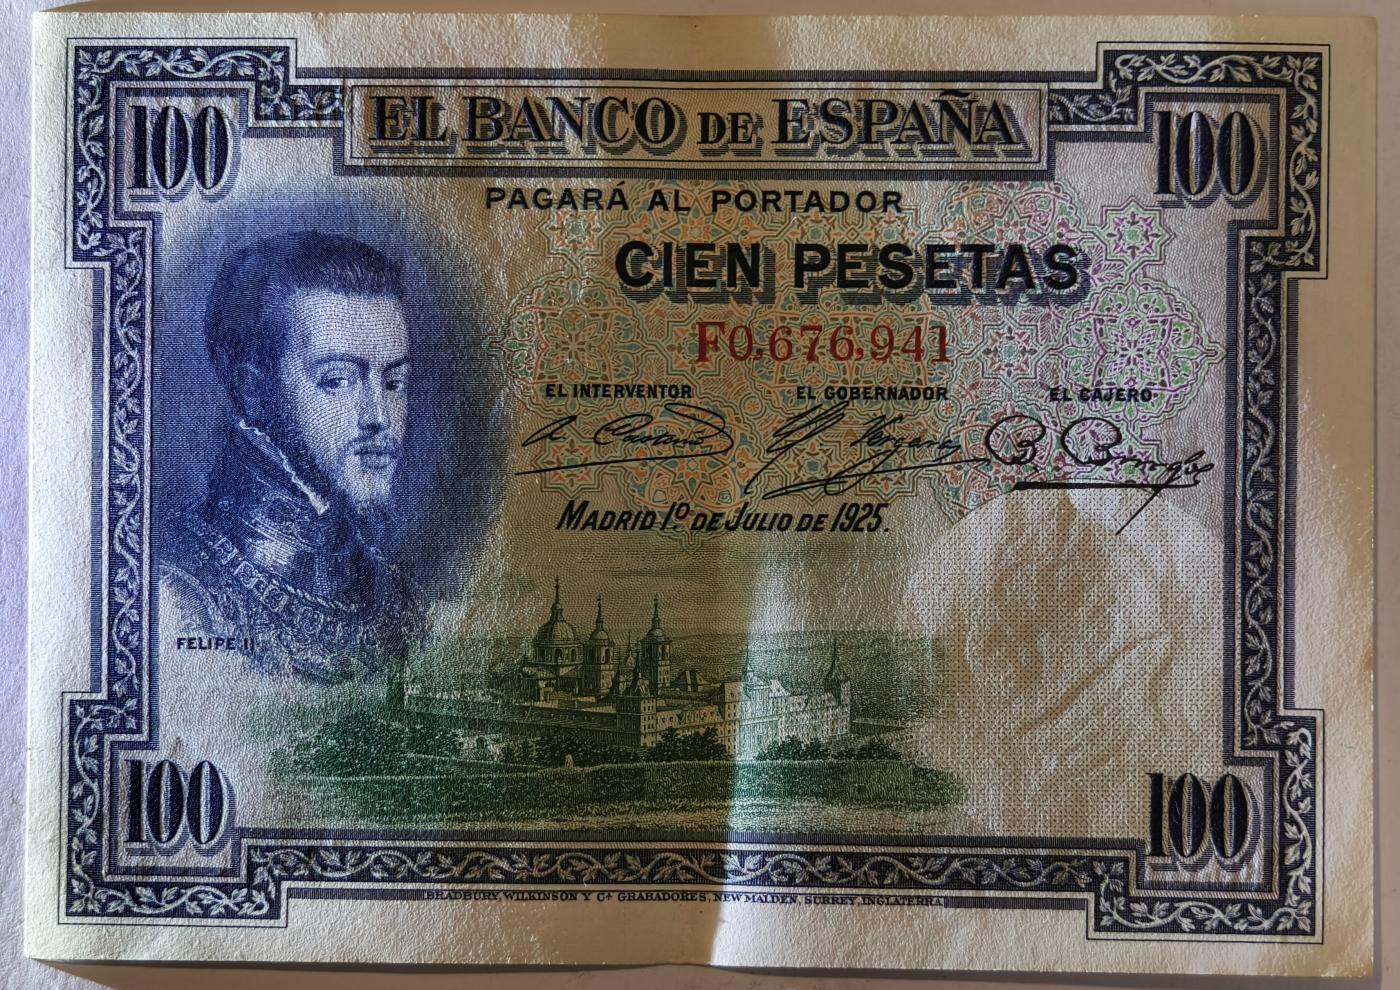 100 EL BANCO DE ESPAÑA 100
PAGARÁ AL PORTADOR
CIEN PESETAS
F0,676,941
EL INTERVENTOR EL GOBERNADOR EL CAJERO
MADRID 1º DE JULIO DE 1925.
FELIPE II
100 100
BRADBURY, WILKINSON Y Cª GRABADORES, NEW MALDEN, SURREY, INGLATERRA